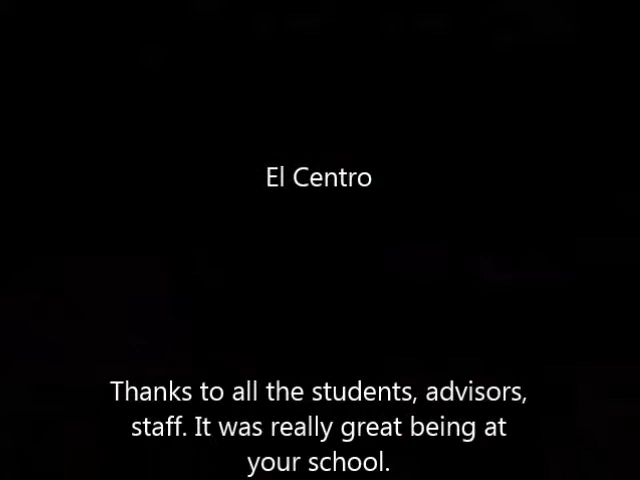 El Centro
Thanks to all the students, advisors,
staff. It was really great being at
your school.